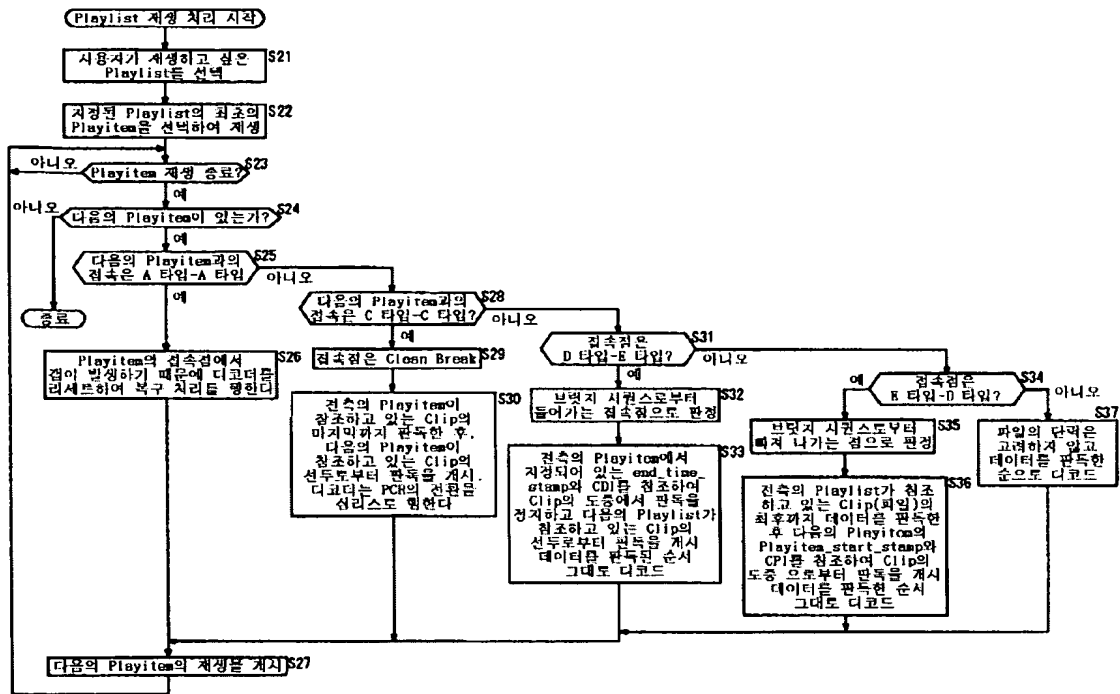 Playlist 재생 처리 시작
사용자가 재생하고 싶은
Playlist를 선택
S21
지정된 Playlist의 최초의
Playitem을 선택하여 재생
S22
아니오
Playitem 재생 종료?
S23
예
아니오
다음의 Playitem이 있는가?
S24
예
다음의 Playitem과의
접속은 A 타입-A 타입
S25
아니오
예
종료
다음의 Playitem과의
접속은 C 타입-C 타입?
S28
아니오
예
접속점은
D 타입-E 타입?
S31
아니오
예
접속점은
E 타입-D 타입?
S34
예
아니오
Playitem의 접속점에서
갭이 발생하기 때문에 디코더를
리세트하여 복구 처리를 행한다
S26
접속점은 Clean Break
S29
전측의 Playitem이
참조하고 있는 Clip의
마지막까지 판독한 후,
다음의 Playitem이
참조하고 있는 Clip의
선두로부터 판독을 개시.
디코더는 PCR의 전환을
심리스로 행한다
S30
브릿지 시퀀스로부터
들어가는 접속점으로 판정
S32
전측의 Playitem에서
지정되어 있는 end_time_
stamp와 CDI를 참조하여
Clip의 도중에서 판독을
정지하고 다음의 Playlist가
참조하고 있는 Clip의
선두로부터 판독을 개시
데이터를 판독된 순서
그대로 디코드
S33
브릿지 시퀀스로부터
빠져 나가는 점으로 판정
S35
전측의 Playlist가 참조
하고 있는 Clip(파일)의
최후까지 데이터를 판독한
후 다음의 Playitem의
Playitem_start_stamp와
CPI를 참조하여 Clip의
도중 으로부터 판독을 개시
데이터를 판독한 순서
그대로 디코드
S36
파일의 단락은
고려하지 않고
데이터를 판독한
순으로 디코드
S37
다음의 Playitem의 재생을 개시
S27